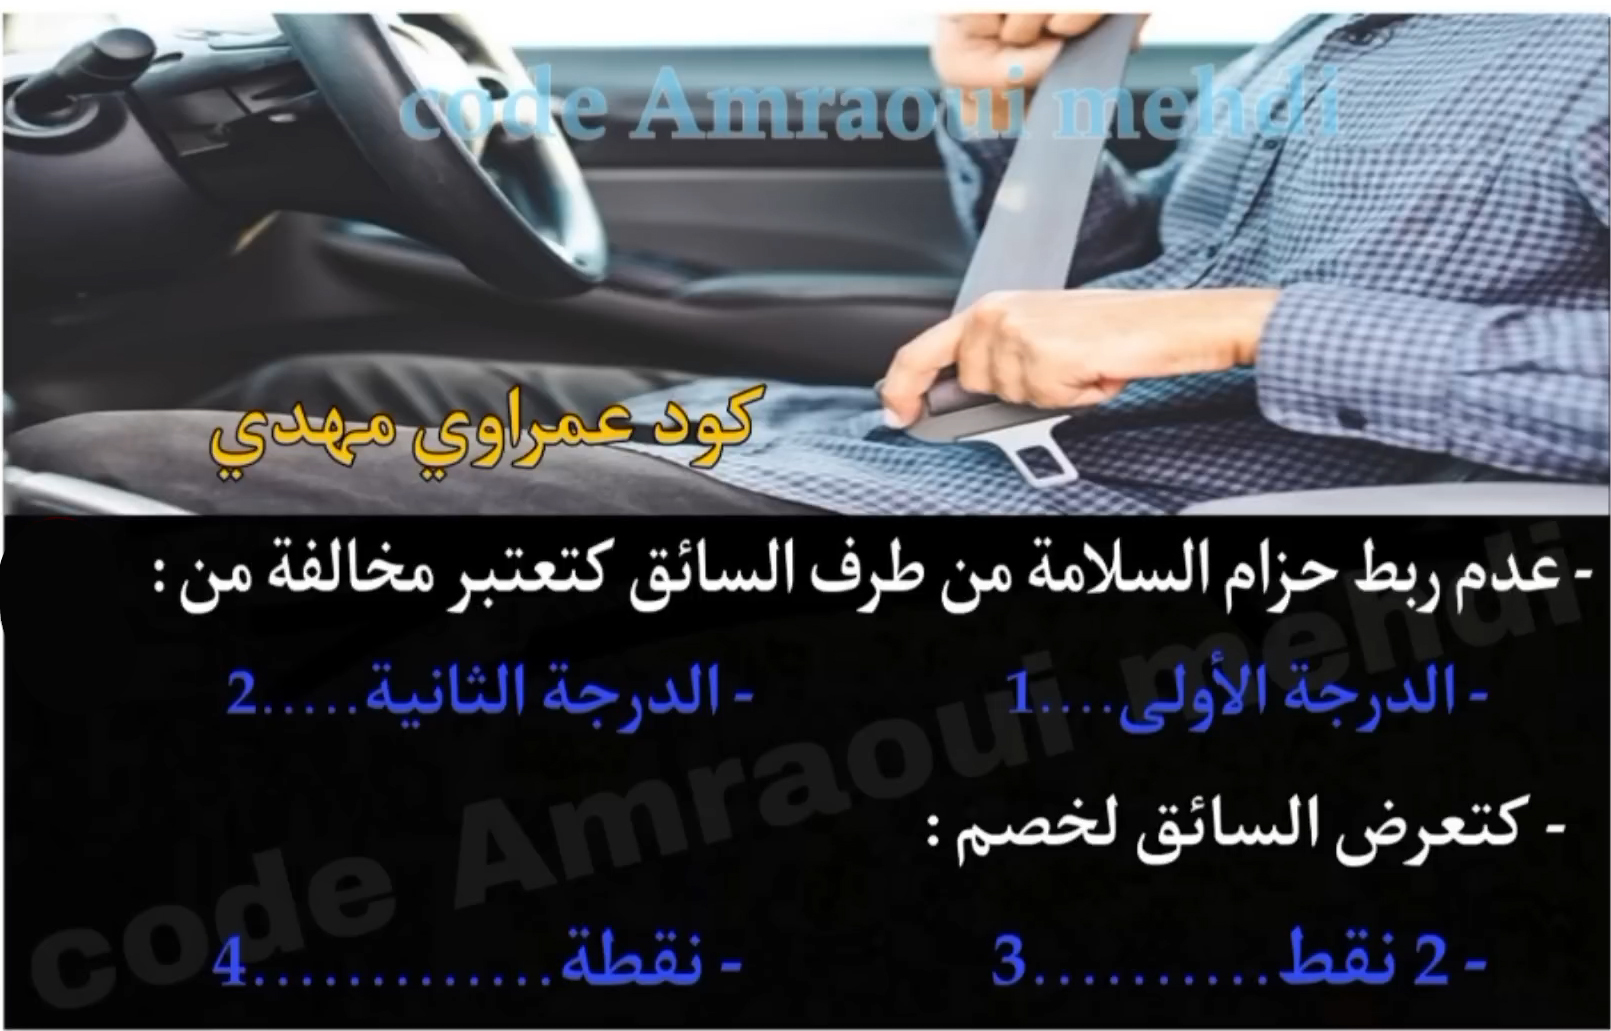 code Amraoui mehdi
كود عمراوي مهدي
- عدم ربط حزام السلامة من طرف السائق كتعتبر مخالفة من :
- الدرجة الأولى....1 - الدرجة الثانية.....2
- كتعرض السائق لخصم :
- 2 نقط..........3 - نقطة.............4
code Amraoui mehdi